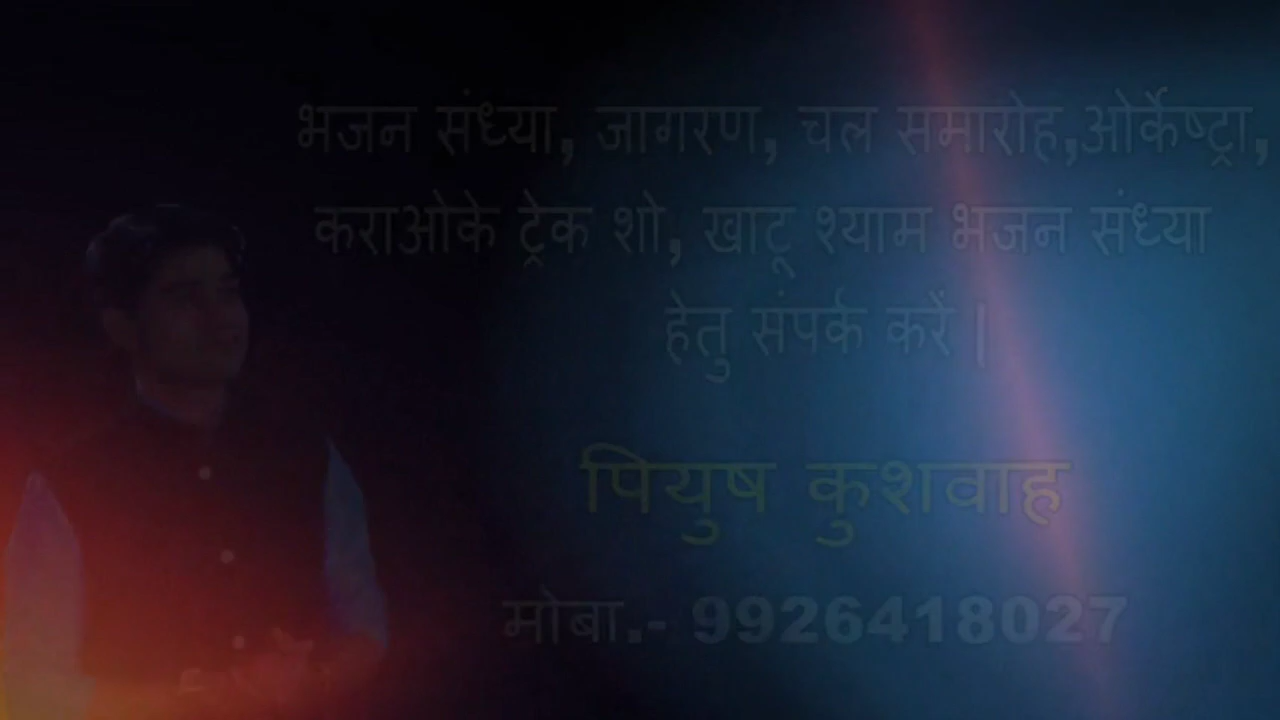 भजन संध्या, जागरण, चल समारोह,ओर्केष्ट्रा,
कराओके ट्रेक शो, खाटू श्याम भजन संध्या
हेतु संपर्क करें |
पियुष कुशवाह
मोबा.- 9926418027